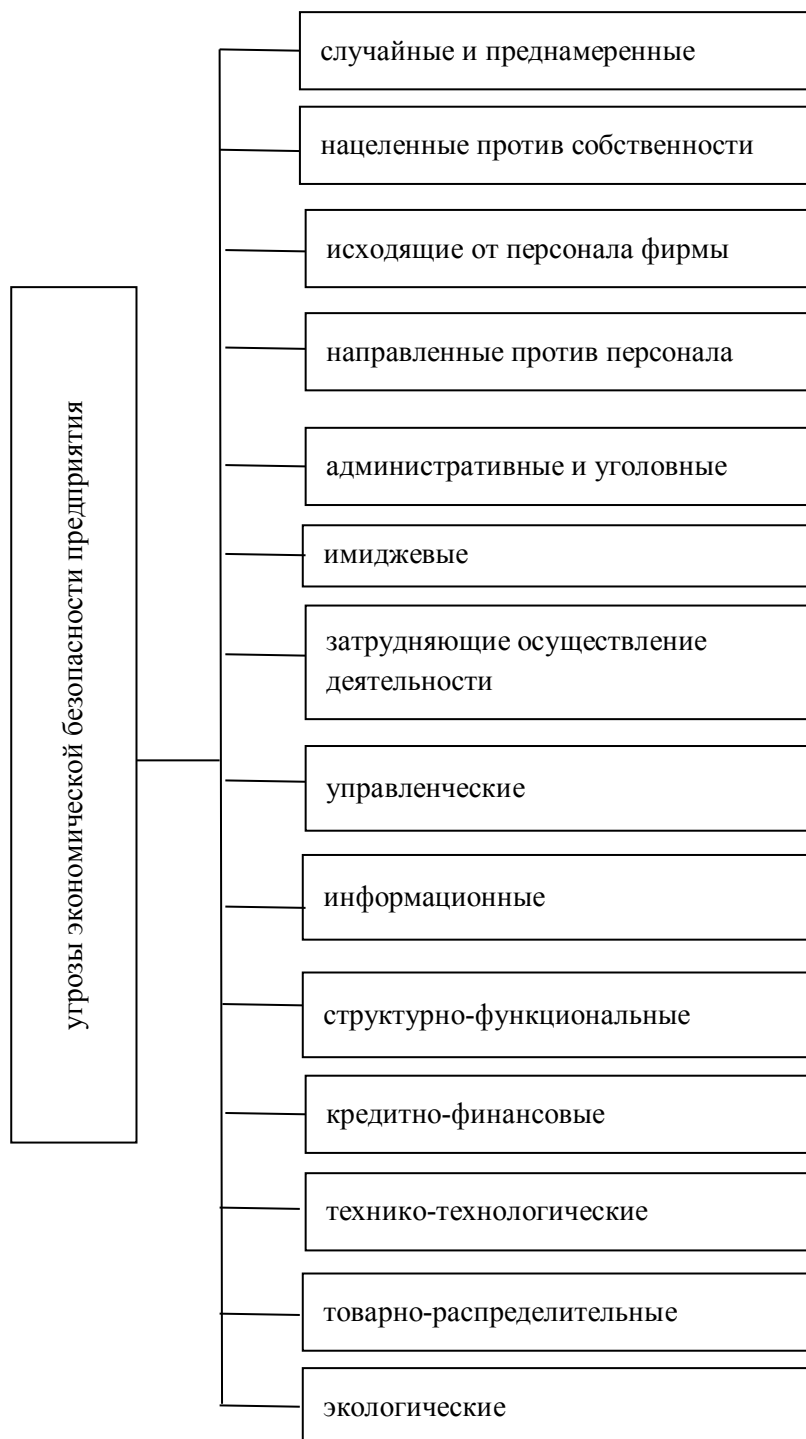 угрозы экономической безопасности предприятия
случайные и преднамеренные
нацеленные против собственности
исходящие от персонала фирмы
направленные против персонала
административные и уголовные
имиджевые
затрудняющие осуществление
деятельности
управленческие
информационные
структурно-функциональные
кредитно-финансовые
технико-технологические
товарно-распределительные
экологические